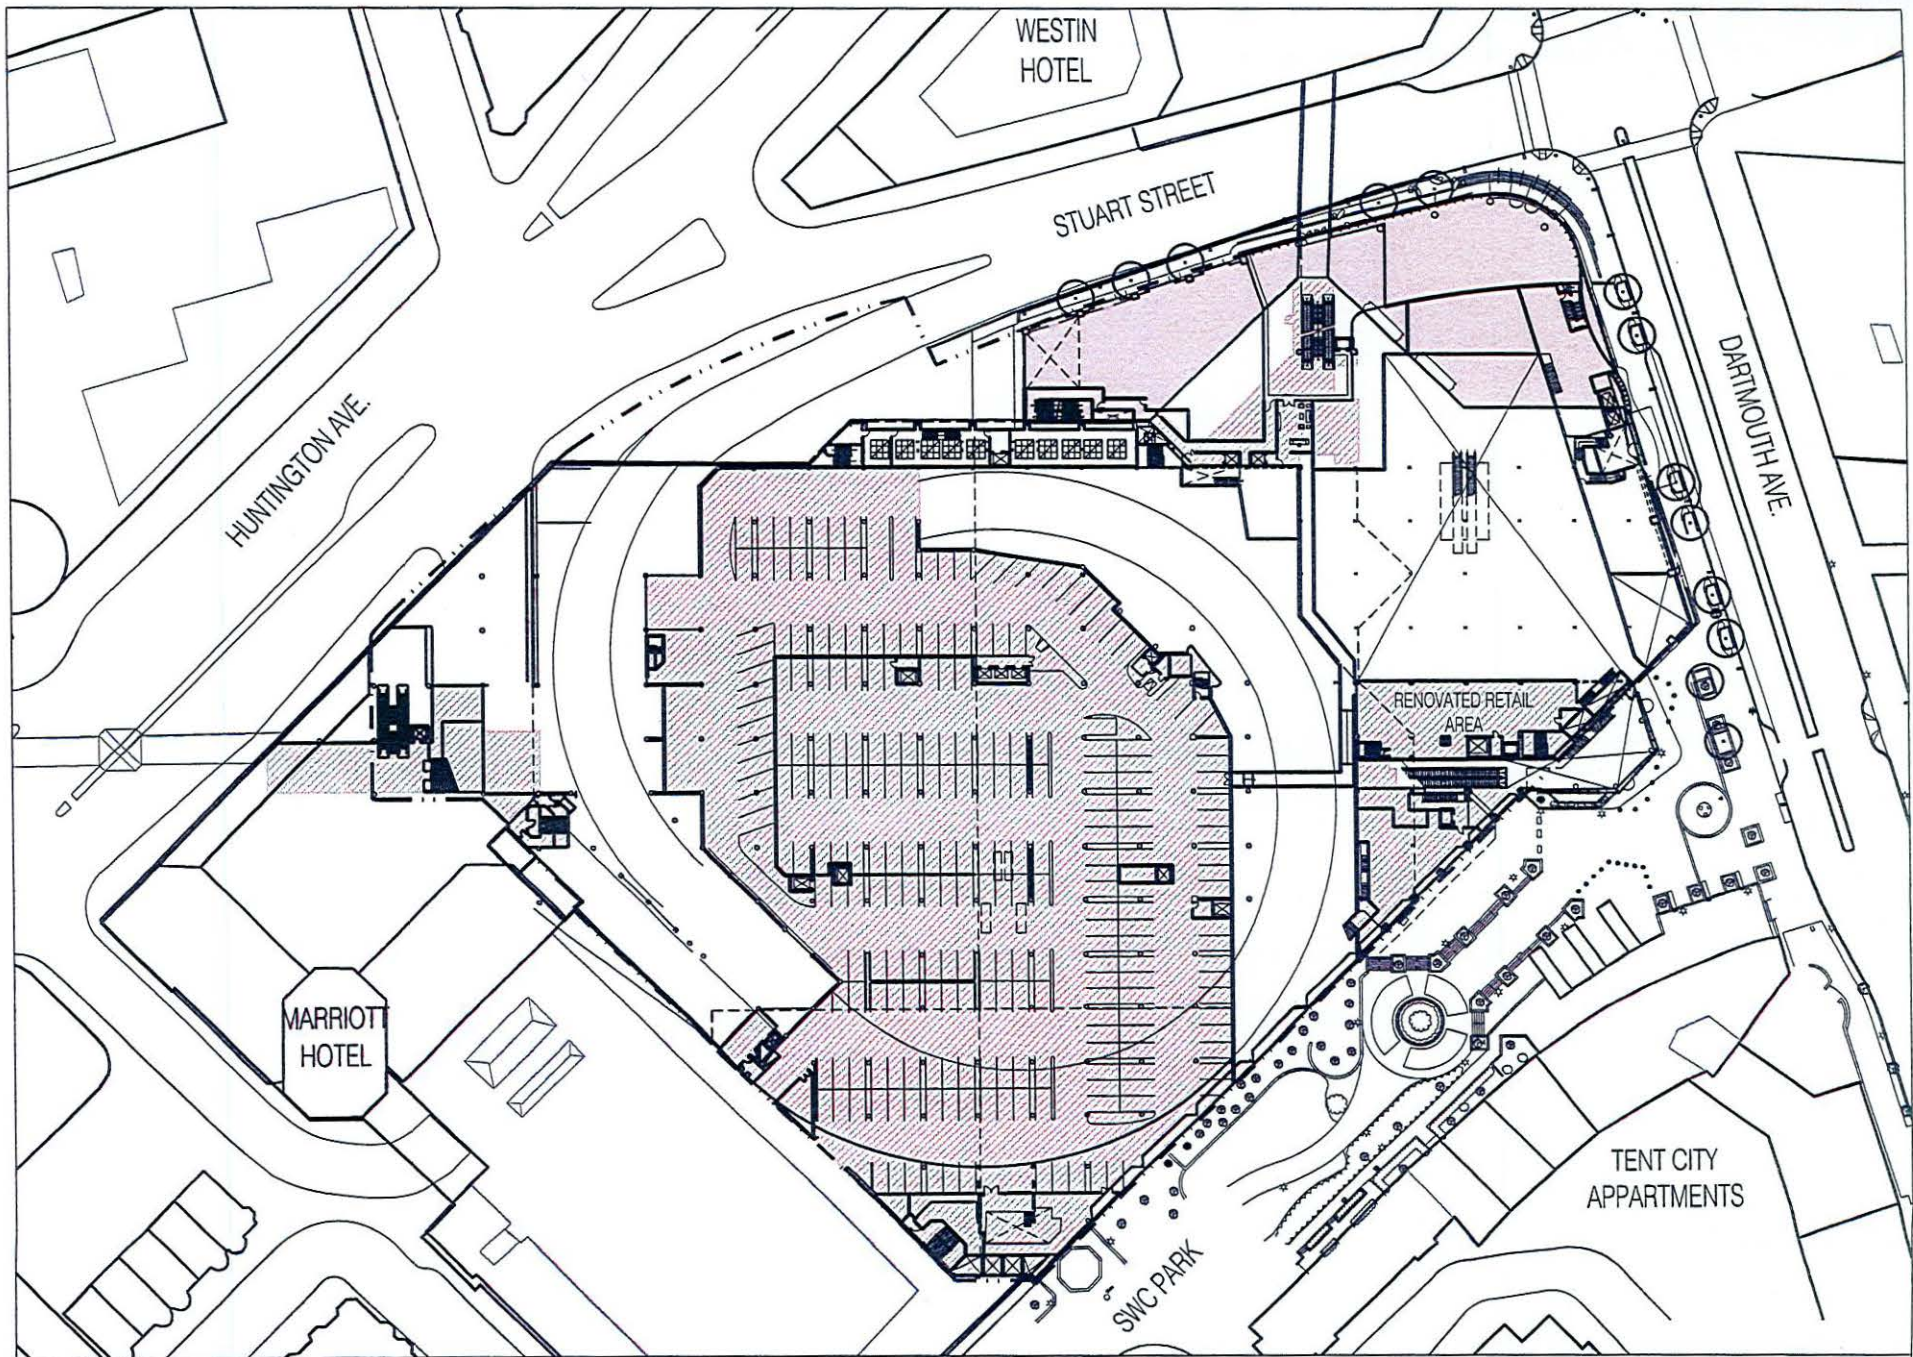 WESTIN
HOTEL
STUART STREET
HUNTINGTON AVE.
DARTMOUTH AVE.
RENOVATED RETAIL
AREA
MARRIOTT
HOTEL
TENT CITY
APPARTMENTS
SWC PARK